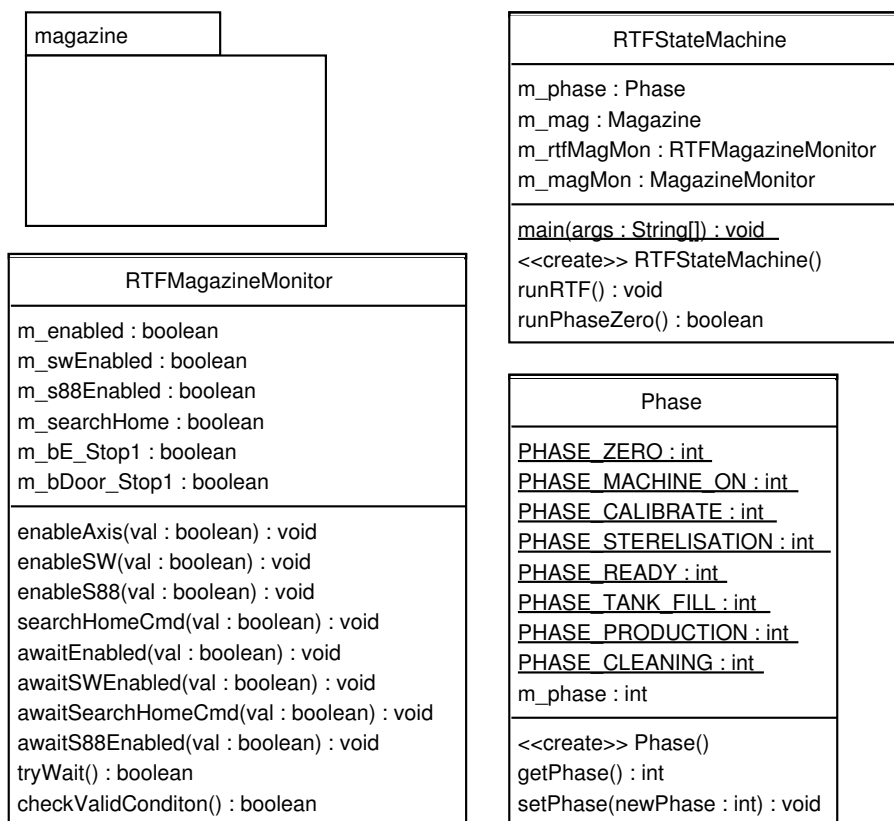 magazine
RTFStateMachine
m_phase : Phase
m_mag : Magazine
m_rtfMagMon : RTFMagazineMonitor
m_magMon : MagazineMonitor
main(args : String[]) : void
<<create>> RTFStateMachine()
runRTF() : void
runPhaseZero() : boolean
RTFMagazineMonitor
m_enabled : boolean
m_swEnabled : boolean
m_s88Enabled : boolean
m_searchHome : boolean
m_bE_Stop1 : boolean
m_bDoor_Stop1 : boolean
enableAxis(val : boolean) : void
enableSW(val : boolean) : void
enableS88(val : boolean) : void
searchHomeCmd(val : boolean) : void
awaitEnabled(val : boolean) : void
awaitSWEnabled(val : boolean) : void
awaitSearchHomeCmd(val : boolean) : void
awaitS88Enabled(val : boolean) : void
tryWait() : boolean
checkValidConditon() : boolean
Phase
PHASE_ZERO : int
PHASE_MACHINE_ON : int
PHASE_CALIBRATE : int
PHASE_STERELISATION : int
PHASE_READY : int
PHASE_TANK_FILL : int
PHASE_PRODUCTION : int
PHASE_CLEANING : int
m_phase : int
<<create>> Phase()
getPhase() : int
setPhase(newPhase : int) : void